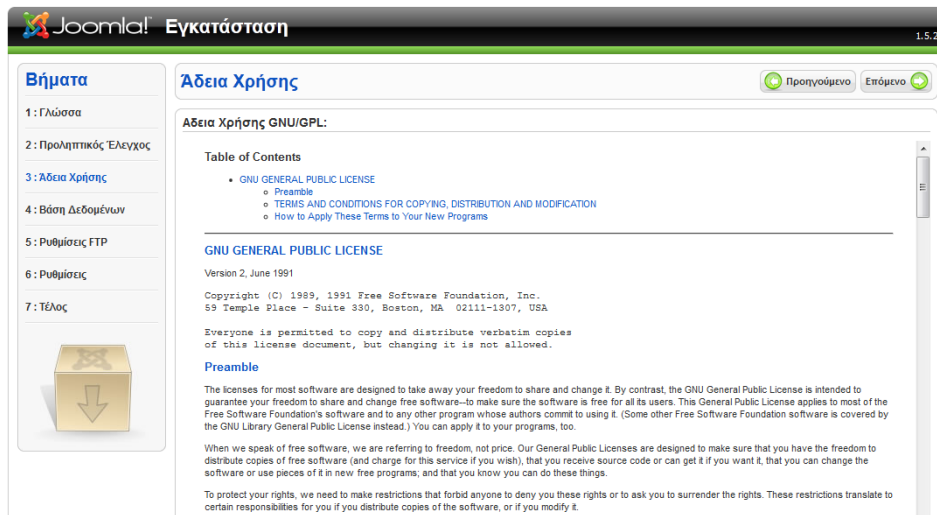 Joomla! Εγκατάσταση
1.5.2
Βήματα
1 : Γλώσσα
2 : Προληπτικός Έλεγχος
3 : Άδεια Χρήσης
4 : Βάση Δεδομένων
5 : Ρυθμίσεις FTP
6 : Ρυθμίσεις
7 : Τέλος
Άδεια Χρήσης
Προηγούμενο
Επόμενο
Αδεια Χρήσης GNU/GPL:
Table of Contents
GNU GENERAL PUBLIC LICENSE
Preamble
TERMS AND CONDITIONS FOR COPYING, DISTRIBUTION AND MODIFICATION
How to Apply These Terms to Your New Programs
GNU GENERAL PUBLIC LICENSE
Version 2, June 1991
Copyright (C) 1989, 1991 Free Software Foundation, Inc.
59 Temple Place - Suite 330, Boston, MA  02111-1307, USA
Everyone is permitted to copy and distribute verbatim copies
of this license document, but changing it is not allowed.
Preamble
The licenses for most software are designed to take away your freedom to share and change it. By contrast, the GNU General Public License is intended to
guarantee your freedom to share and change free software--to make sure the software is free for all its users. This General Public License applies to most of the
Free Software Foundation's software and to any other program whose authors commit to using it. (Some other Free Software Foundation software is covered by
the GNU Library General Public License instead.) You can apply it to your programs, too.
When we speak of free software, we are referring to freedom, not price. Our General Public Licenses are designed to make sure that you have the freedom to
distribute copies of free software (and charge for this service if you wish), that you receive source code or can get it if you want it, that you can change the
software or use pieces of it in new free programs; and that you know you can do these things.
To protect your rights, we need to make restrictions that forbid anyone to deny you these rights or to ask you to surrender the rights. These restrictions translate to
certain responsibilities for you if you distribute copies of the software, or if you modify it.